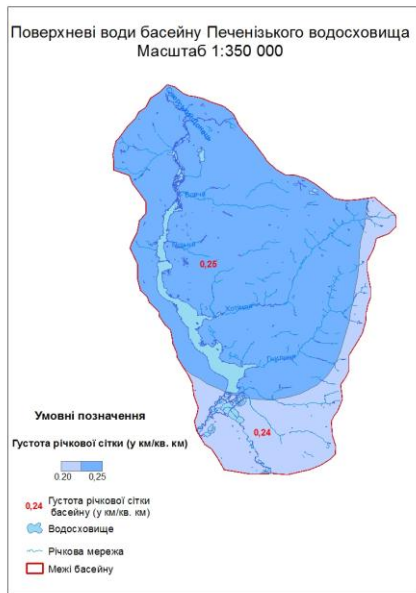 Поверхневі води басейну Печенізького водосховища
Масштаб 1:350 000
0,25
0,24
Умовні позначення
Густота річкової сітки (у км/кв. км)
0.20 0,25
0,24 Густота річкової сітки
басейну (у км/кв. км)
Водосховище
Річкова мережа
Межі басейну